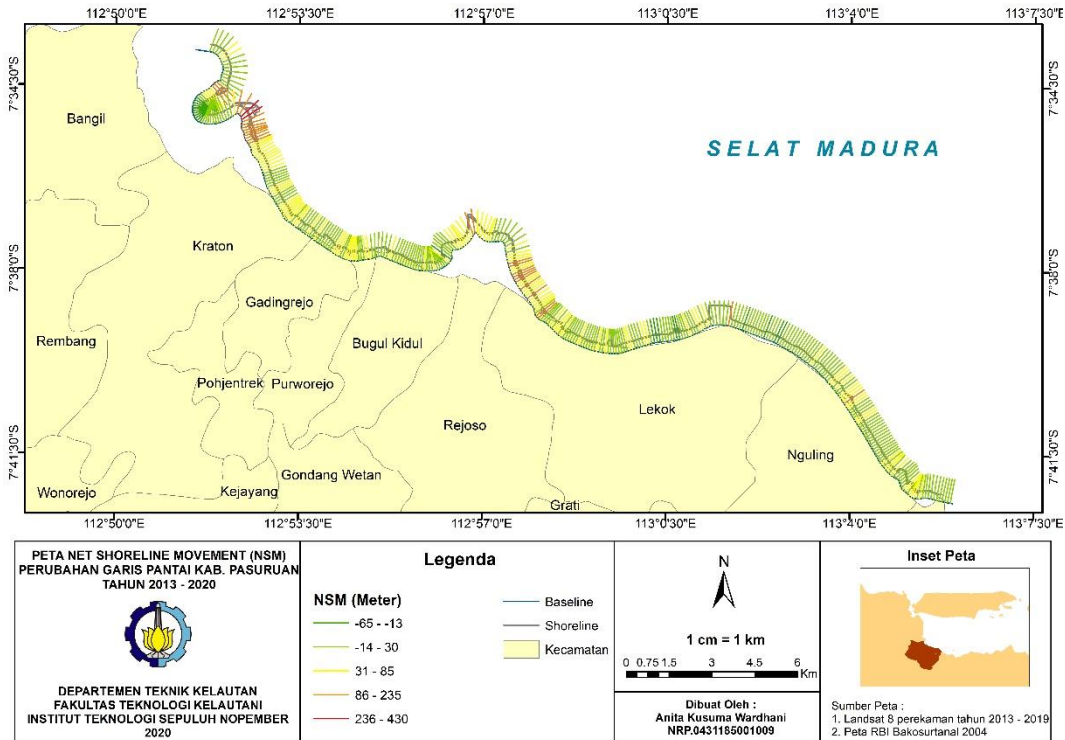 112°50'0"E 112°53'30"E 112°57'0"E 113°0'30"E 113°4'0"E 113°7'30"E
7°34'30"S
7°34'30"S
Bangil
SELAT MADURA
Kraton
7°38'0"S
7°38'0"S
Gadingrejo
Rembang
Bugul Kidul
Pohjentrek
Purworejo
Lekok
Rejoso
Nguling
7°41'30"S
7°41'30"S
Gondang Wetan
Wonorejo
Kejayang
Grati
112°50'0"E 112°53'30"E 112°57'0"E 113°0'30"E 113°4'0"E 113°7'30"E
PETA NET SHORELINE MOVEMENT (NSM)
PERUBAHAN GARIS PANTAI KAB. PASURUAN
TAHUN 2013 - 2020
DEPARTEMEN TEKNIK KELAUTAN
FAKULTAS TEKNOLOGI KELAUTANI
INSTITUT TEKNOLOGI SEPULUH NOPEMBER
2020
Legenda
NSM (Meter)
-65 - -13
-14 - 30
31 - 85
86 - 235
236 - 430
Baseline
Shoreline
Kecamatan
N
1 cm = 1 km
0 0.75 1.5 3 4.5 6
Km
Dibuat Oleh :
Anita Kusuma Wardhani
NRP.0431185001009
Inset Peta
Sumber Peta :
1. Landsat 8 perekaman tahun 2013 - 2019
2. Peta RBI Bakosurtanal 2004